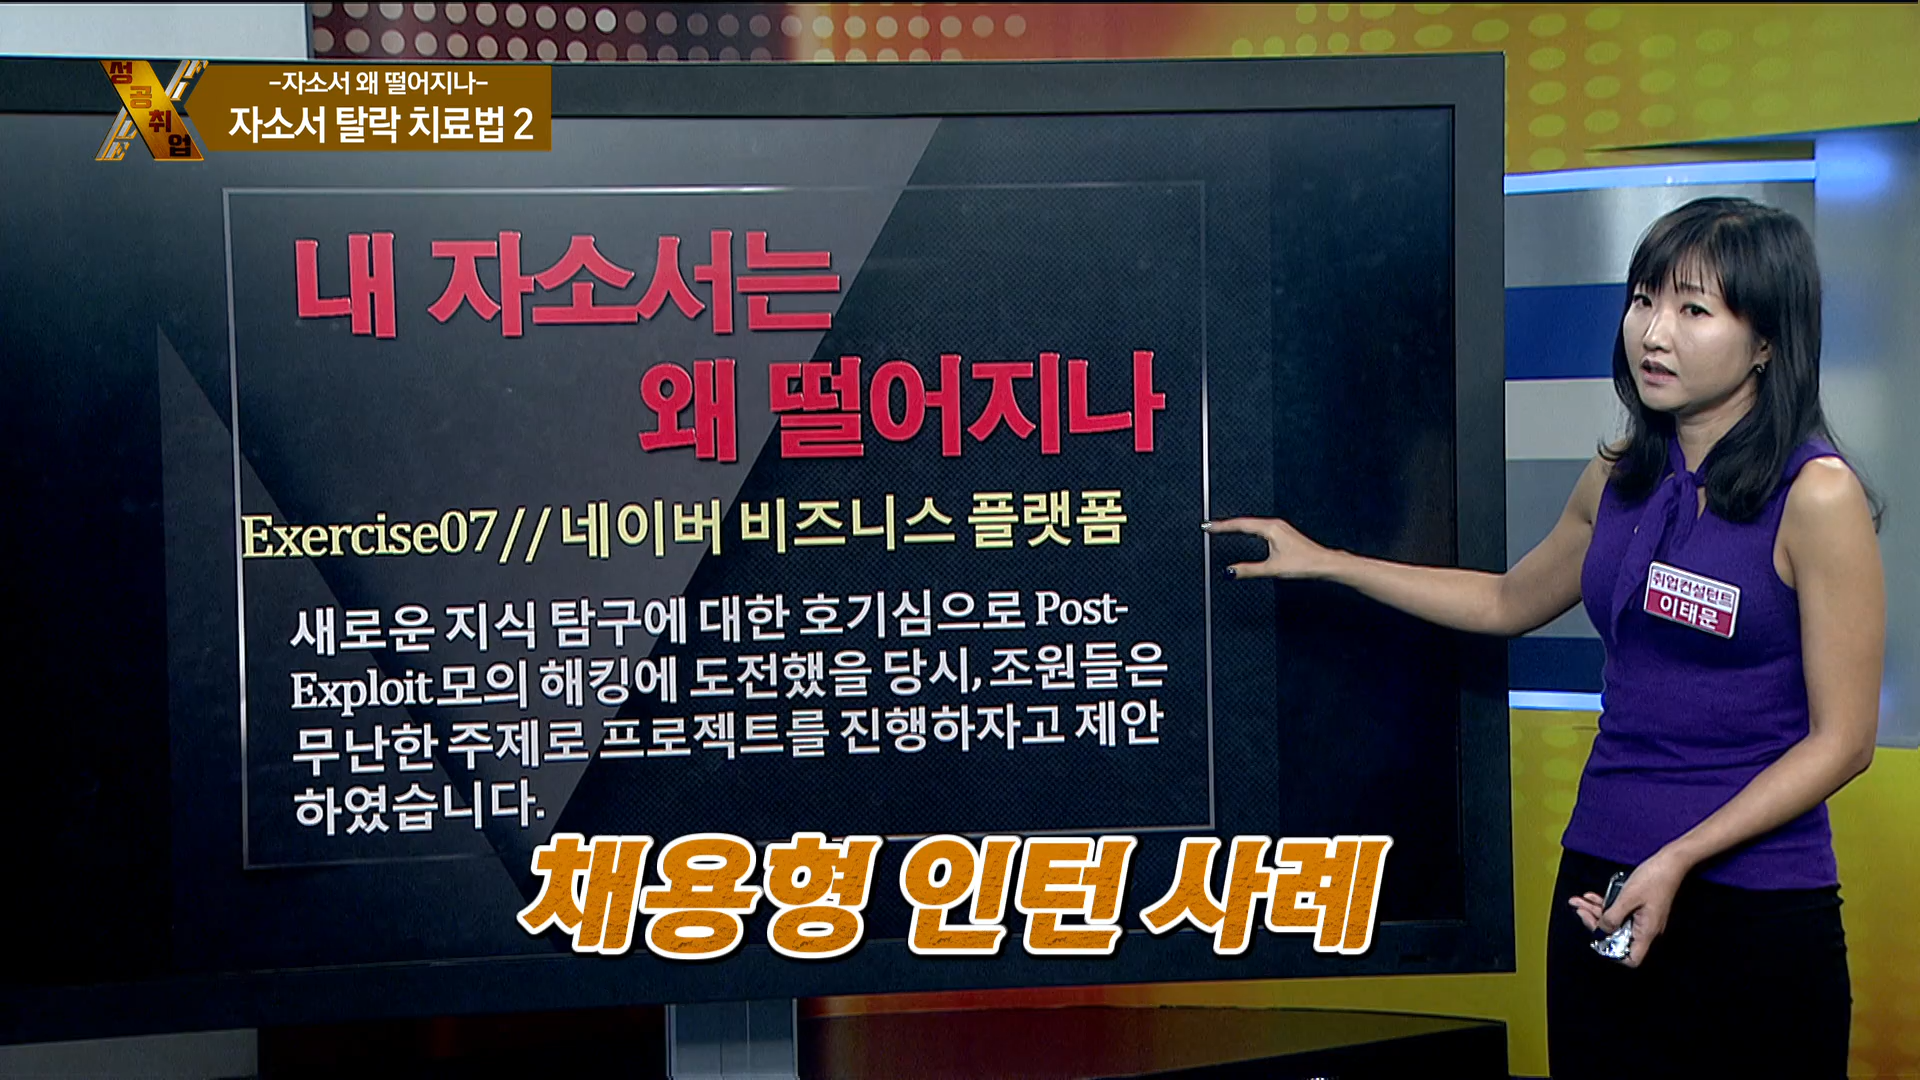 성공취업
X FILE
-자소서 왜 떨어지나-
자소서 탈락 치료법 2
내 자소서는
왜 떨어지나
Exercise07// 네이버 비즈니스 플랫폼
새로운 지식 탐구에 대한 호기심으로 Post-
Exploit 모의 해킹에 도전했을 당시, 조원들은
무난한 주제로 프로젝트를 진행하자고 제안
하였습니다.
취업컨설턴트
이태문
채용형 인턴 사례